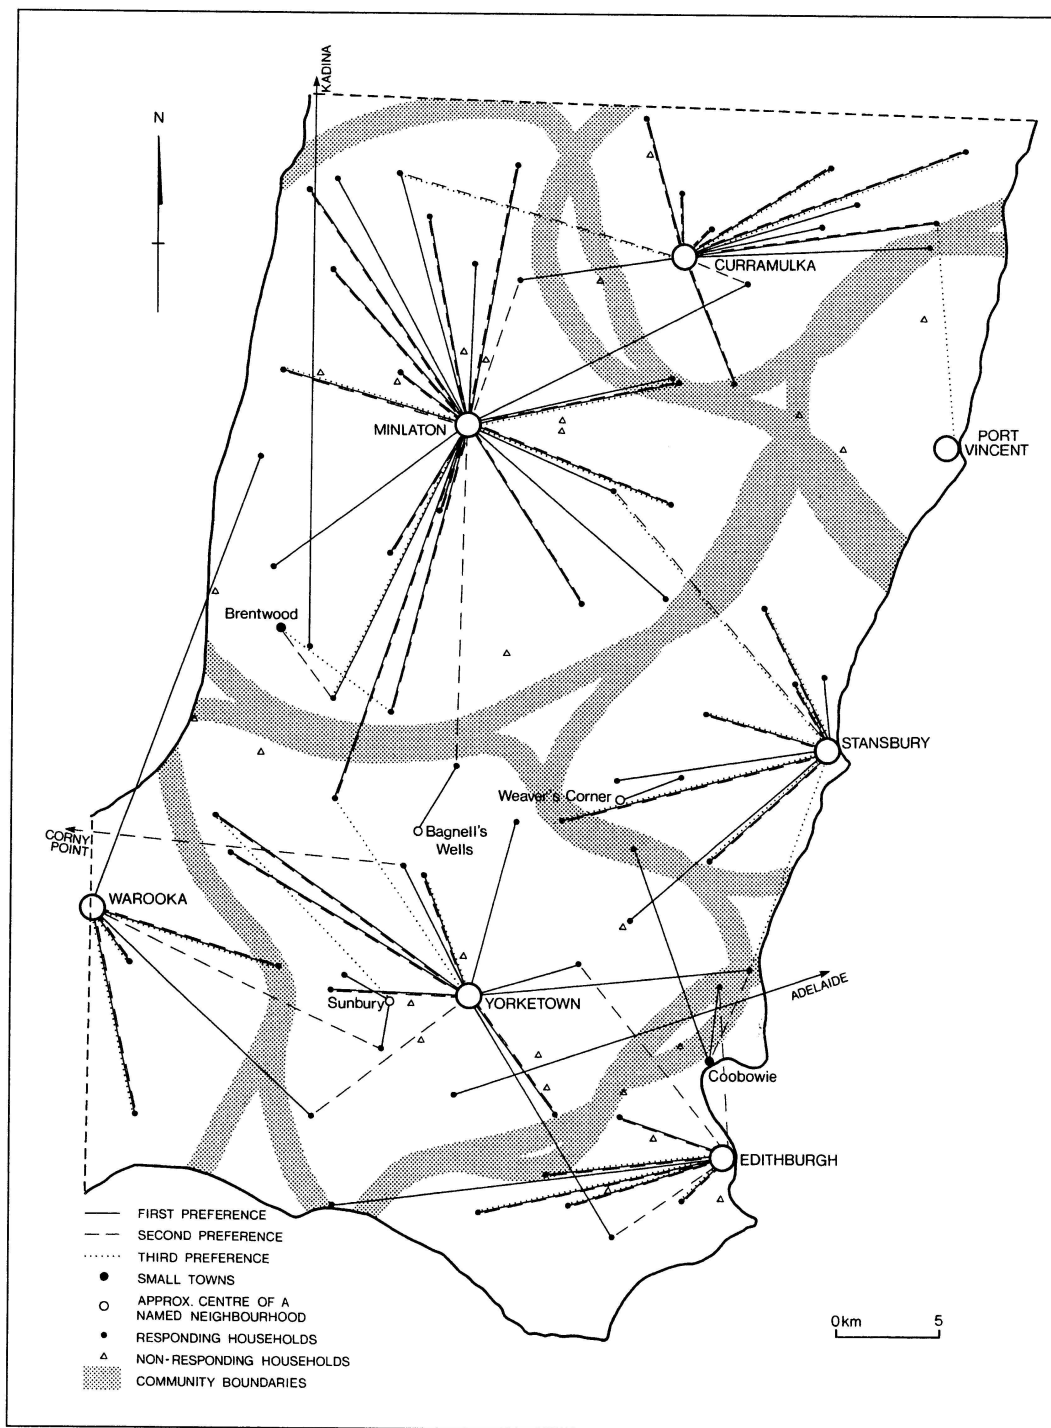 KADINA
N
CURRAMULKA
MINLATON
PORT
VINCENT
Brentwood
STANSBURY
Weaver's Corner
Bagnell's
Wells
CORNY
POINT
WAROOKA
Sunbury
YORKETOWN
ADELAIDE
Coobowie
EDITHBURGH
FIRST PREFERENCE
SECOND PREFERENCE
THIRD PREFERENCE
SMALL TOWNS
APPROX. CENTRE OF A
NAMED NEIGHBOURHOOD
RESPONDING HOUSEHOLDS
NON-RESPONDING HOUSEHOLDS
COMMUNITY BOUNDARIES
0km 5